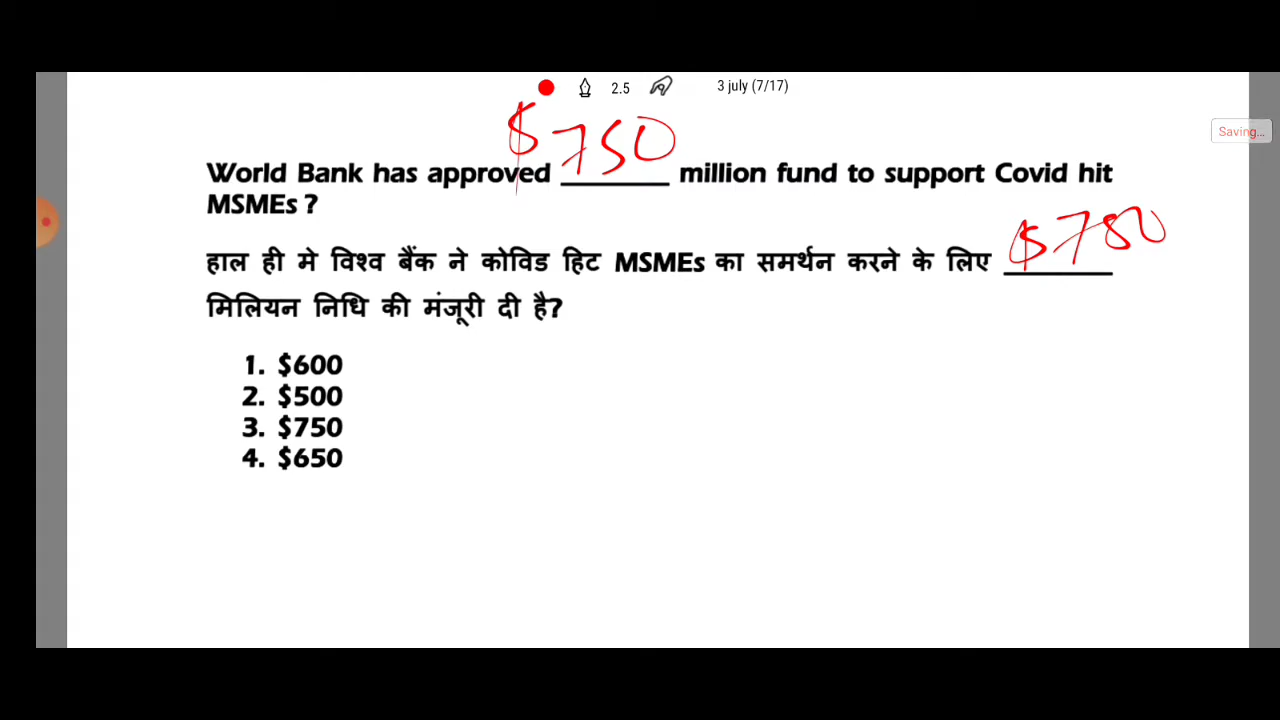 2.5 3 july (7/17)
Saving...
$750
World Bank has approved ________ million fund to support Covid hit
MSMEs ?
$750
हाल ही मे विश्व बैंक ने कोविड हिट MSMEs का समर्थन करने के लिए ________
मिलियन निधि की मंजूरी दी है?
1. $600
2. $500
3. $750
4. $650